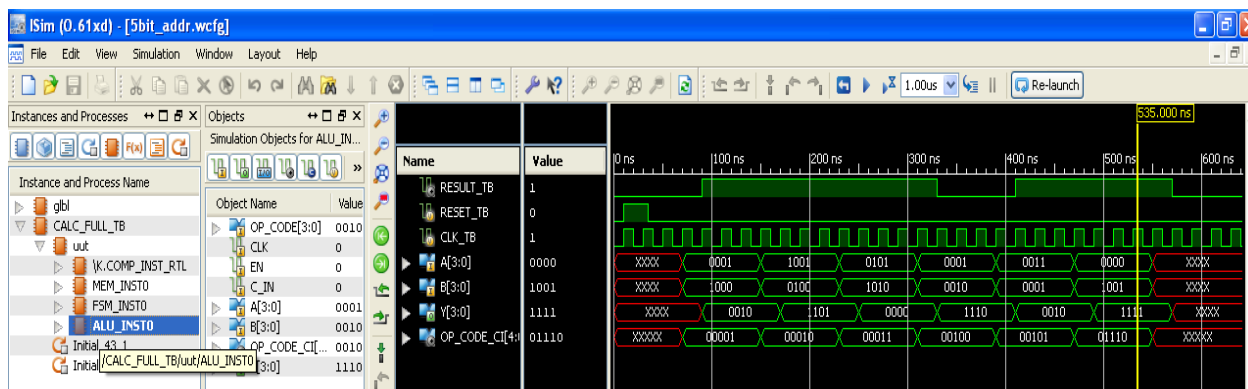 ISim (0.61xd) - [5bit_addr.wcfg]
File Edit View Simulation Window Layout Help
1.00us Re-launch
Instances and Processes
Instance and Process Name
glbl
CALC_FULL_TB
uut
\K.COMP_INST_RTL
MEM_INST0
FSM_INST0
ALU_INST0
Initial_43_1
Initial
/CALC_FULL_TB/uut/ALU_INST0
Objects
Simulation Objects for ALU_IN...
Object Name Value
OP_CODE[3:0] 0010
CLK 0
EN 0
C_IN 0
A[3:0] 0001
B[3:0] 0010
OP_CODE_CI[... 0010
[3:0] 1110
Name Value
RESULT_TB 1
RESET_TB 0
CLK_TB 1
A[3:0] 0000
B[3:0] 1001
Y[3:0] 1111
OP_CODE_CI[4: 01110
535.000 ns
0 ns 100 ns 200 ns 300 ns 400 ns 500 ns 600 ns
XXXX 0001 1001 0101 0001 0011 0000 XXXX
XXXX 1000 0100 1010 0010 0001 1001 XXXX
XXXX 0010 1101 0000 1110 0010 1111 XXXX
XXXXX 00001 00010 00011 00100 00101 01110 XXXXX